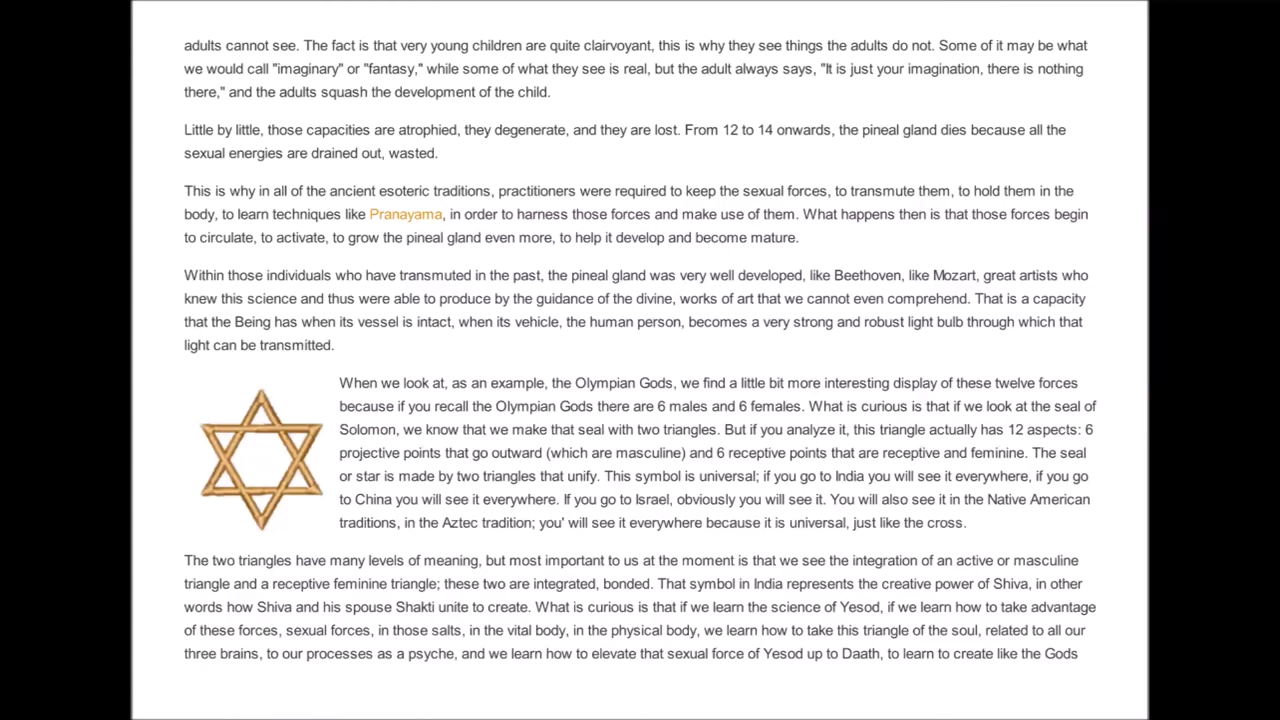 adults cannot see. The fact is that very young children are quite clairvoyant, this is why they see things the adults do not. Some of it may be what
we would call "imaginary" or "fantasy," while some of what they see is real, but the adult always says, "It is just your imagination, there is nothing
there," and the adults squash the development of the child.
Little by little, those capacities are atrophied, they degenerate, and they are lost. From 12 to 14 onwards, the pineal gland dies because all the
sexual energies are drained out, wasted.
This is why in all of the ancient esoteric traditions, practitioners were required to keep the sexual forces, to transmute them, to hold them in the
body, to learn techniques like Pranayama, in order to harness those forces and make use of them. What happens then is that those forces begin
to circulate, to activate, to grow the pineal gland even more, to help it develop and become mature.
Within those individuals who have transmuted in the past, the pineal gland was very well developed, like Beethoven, like Mozart, great artists who
knew this science and thus were able to produce by the guidance of the divine, works of art that we cannot even comprehend. That is a capacity
that the Being has when its vessel is intact, when its vehicle, the human person, becomes a very strong and robust light bulb through which that
light can be transmitted.
When we look at, as an example, the Olympian Gods, we find a little bit more interesting display of these twelve forces
because if you recall the Olympian Gods there are 6 males and 6 females. What is curious is that if we look at the seal of
Solomon, we know that we make that seal with two triangles. But if you analyze it, this triangle actually has 12 aspects: 6
projective points that go outward (which are masculine) and 6 receptive points that are receptive and feminine. The seal
or star is made by two triangles that unify. This symbol is universal; if you go to India you will see it everywhere, if you go
to China you will see it everywhere. If you go to Israel, obviously you will see it. You will also see it in the Native American
traditions, in the Aztec tradition; you' will see it everywhere because it is universal, just like the cross.
The two triangles have many levels of meaning, but most important to us at the moment is that we see the integration of an active or masculine
triangle and a receptive feminine triangle; these two are integrated, bonded. That symbol in India represents the creative power of Shiva, in other
words how Shiva and his spouse Shakti unite to create. What is curious is that if we learn the science of Yesod, if we learn how to take advantage
of these forces, sexual forces, in those salts, in the vital body, in the physical body, we learn how to take this triangle of the soul, related to all our
three brains, to our processes as a psyche, and we learn how to elevate that sexual force of Yesod up to Daath, to learn to create like the Gods